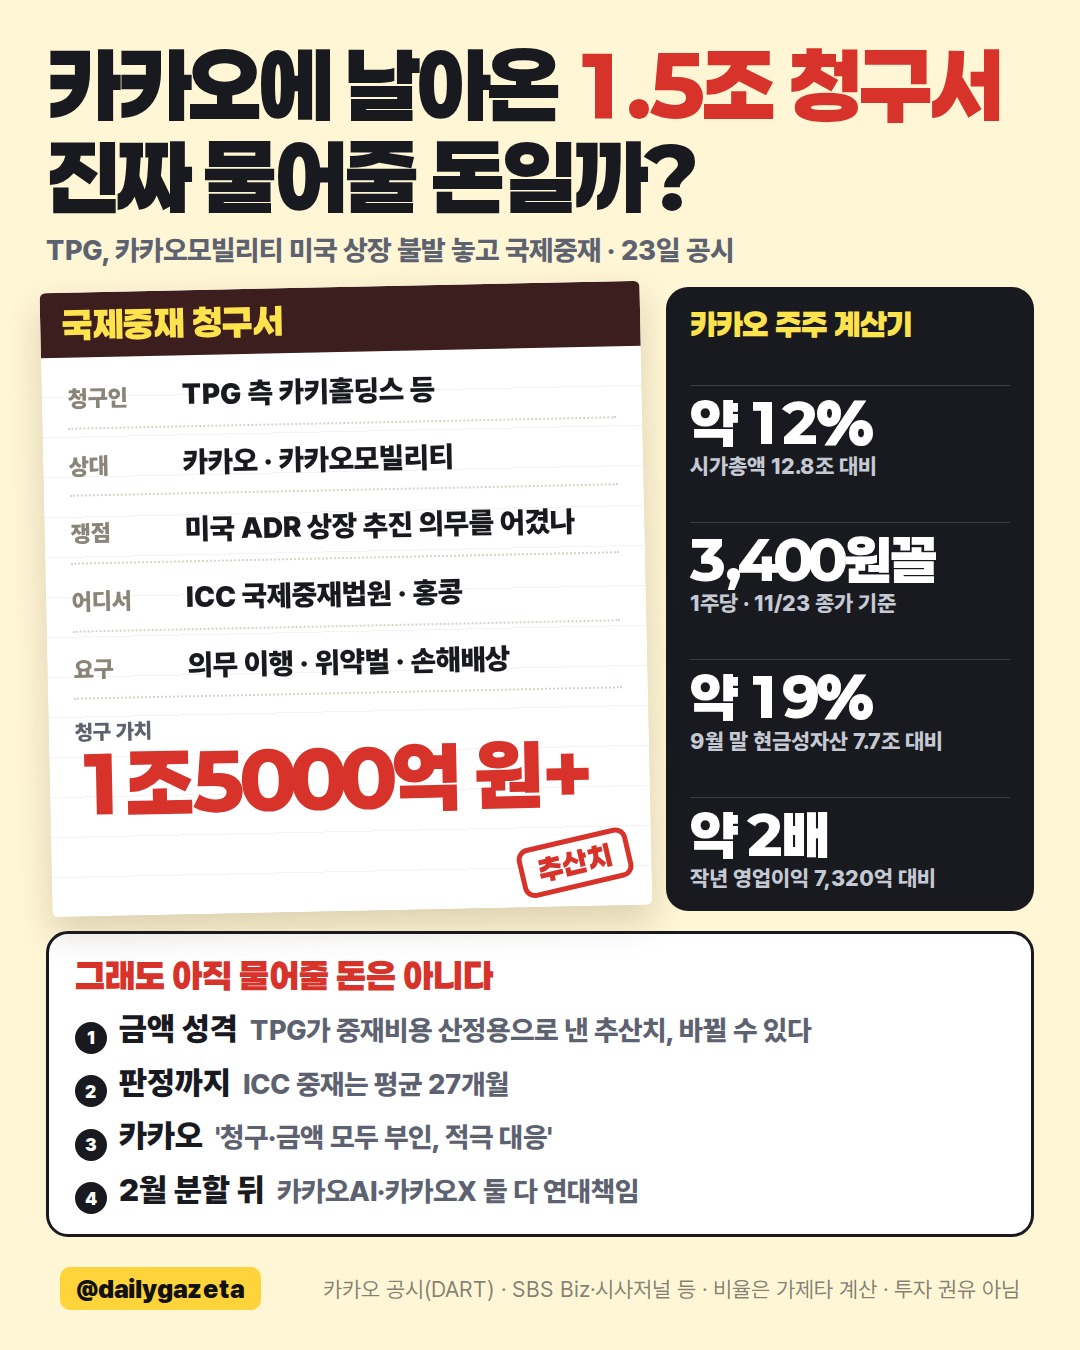 카카오에 날아온 1.5조 청구서
진짜 물어줄 돈일까?
TPG, 카카오모빌리티 미국 상장 불발 놓고 국제중재 · 23일 공시
국제중재 청구서
청구인 TPG 측 카키홀딩스 등
상대 카카오 · 카카오모빌리티
쟁점 미국 ADR 상장 추진 의무를 어겼나
어디서 ICC 국제중재법원 · 홍콩
요구 의무 이행 · 위약벌 · 손해배상
청구 가치
1조5000억 원+
추산치
카카오 주주 계산기
약 12%
시가총액 12.8조 대비
3,400원꼴
1주당 · 11/23 종가 기준
약 19%
9월 말 현금성자산 7.7조 대비
약 2배
작년 영업이익 7,320억 대비
그래도 아직 물어줄 돈은 아니다
1 금액 성격 TPG가 중재비용 산정용으로 낸 추산치, 바뀔 수 있다
2 판정까지 ICC 중재는 평균 27개월
3 카카오 '청구·금액 모두 부인, 적극 대응'
4 2월 분할 뒤 카카오AI·카카오X 둘 다 연대책임
@dailygazeta
카카오 공시(DART) · SBS Biz·시사저널 등 · 비율은 가제타 계산 · 투자 권유 아님